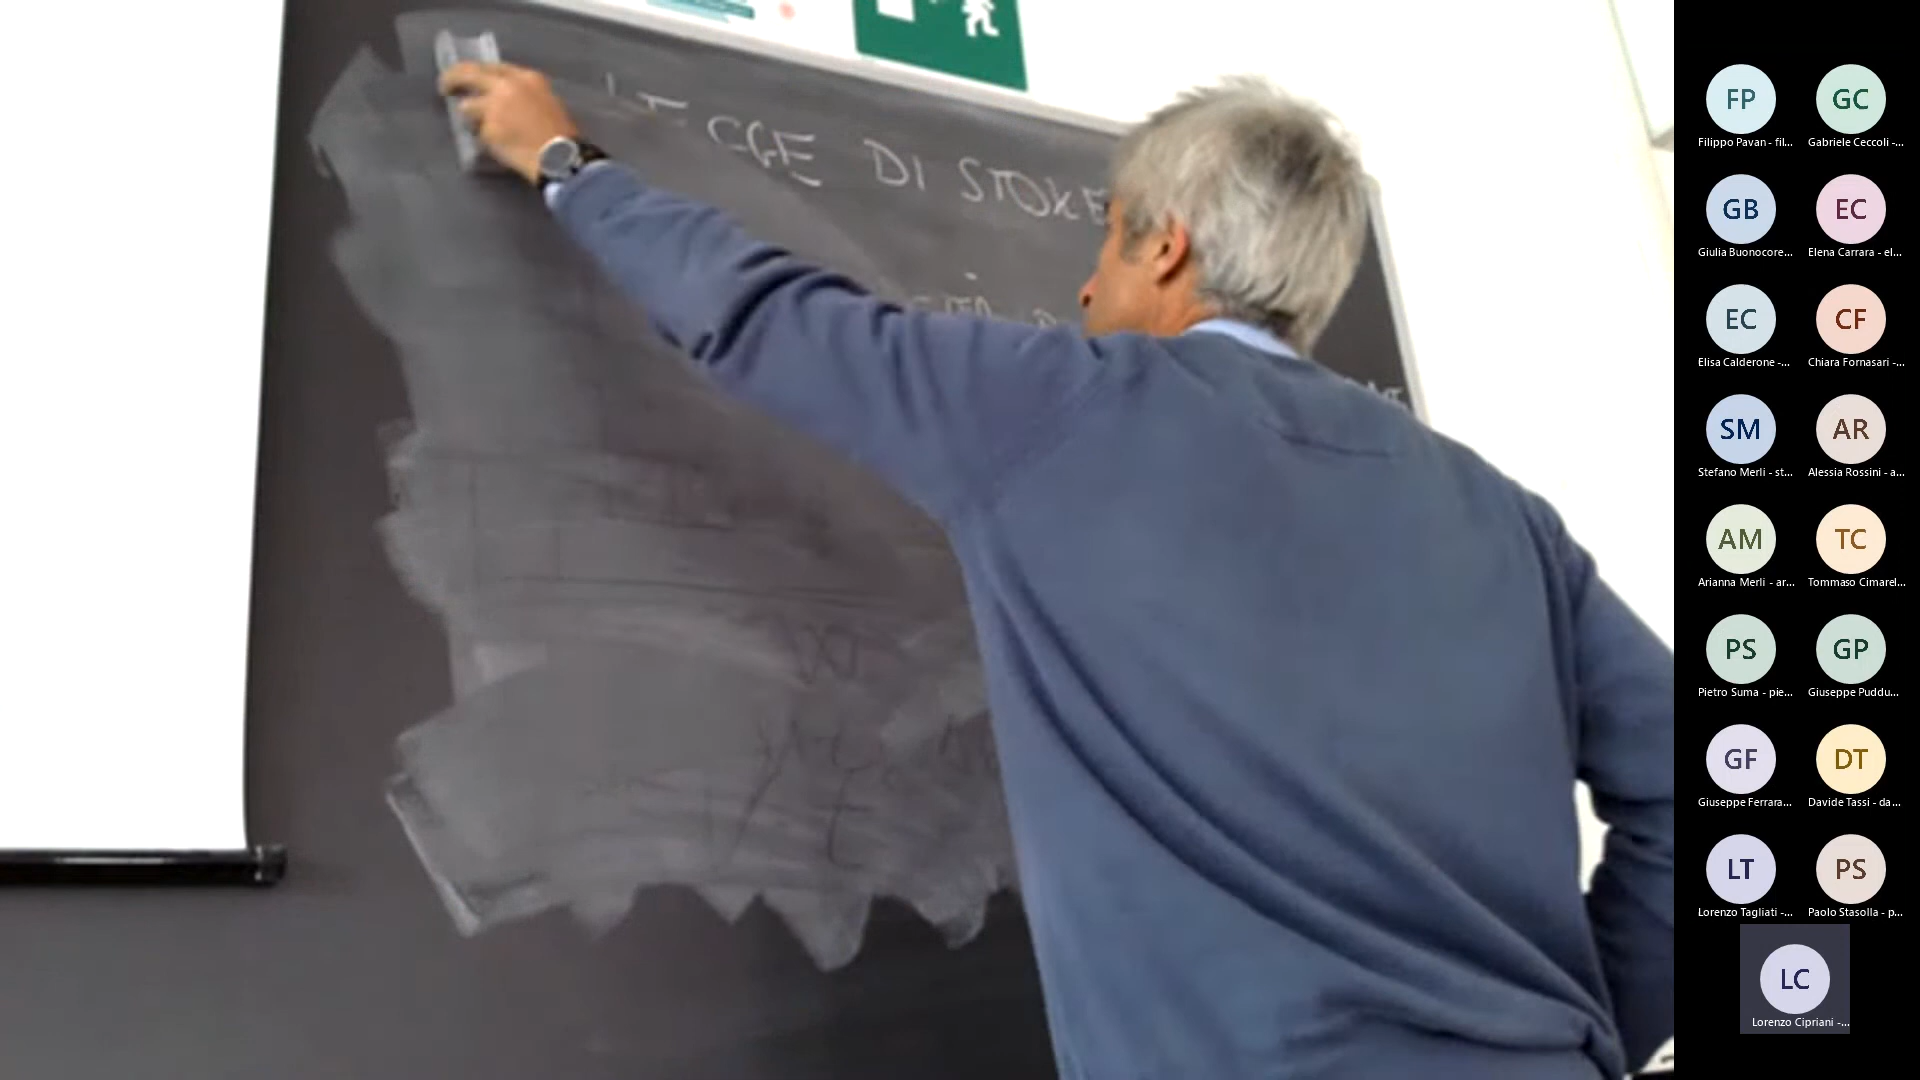 LEGGE DI STOKE
FP
GC
Filippo Pavan - fil...
Gabriele Ceccoli -...
GB
EC
Giulia Buonocore...
Elena Carrara - el...
EC
CF
Elisa Calderone -...
Chiara Fornasari -...
SM
AR
Stefano Merli - st...
Alessia Rossini - a...
AM
TC
Arianna Merli - ar...
Tommaso Cimarel...
PS
GP
Pietro Suma - pie...
Giuseppe Puddu...
GF
DT
Giuseppe Ferrara...
Davide Tassi - da...
LT
PS
Lorenzo Tagliati -...
Paolo Stasolla - p...
LC
Lorenzo Cipriani -...